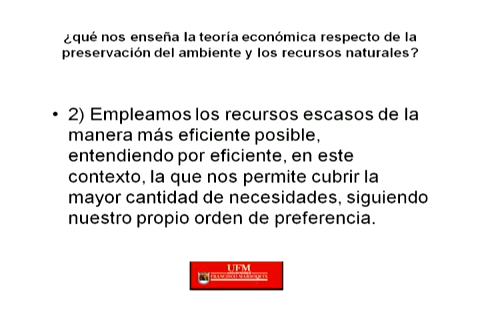 ¿qué nos enseña la teoría económica respecto de la
preservación del ambiente y los recursos naturales?
• 2) Empleamos los recursos escasos de la
manera más eficiente posible,
entendiendo por eficiente, en este
contexto, la que nos permite cubrir la
mayor cantidad de necesidades, siguiendo
nuestro propio orden de preferencia.
UFM
FRANCISCO MARROQUÍN